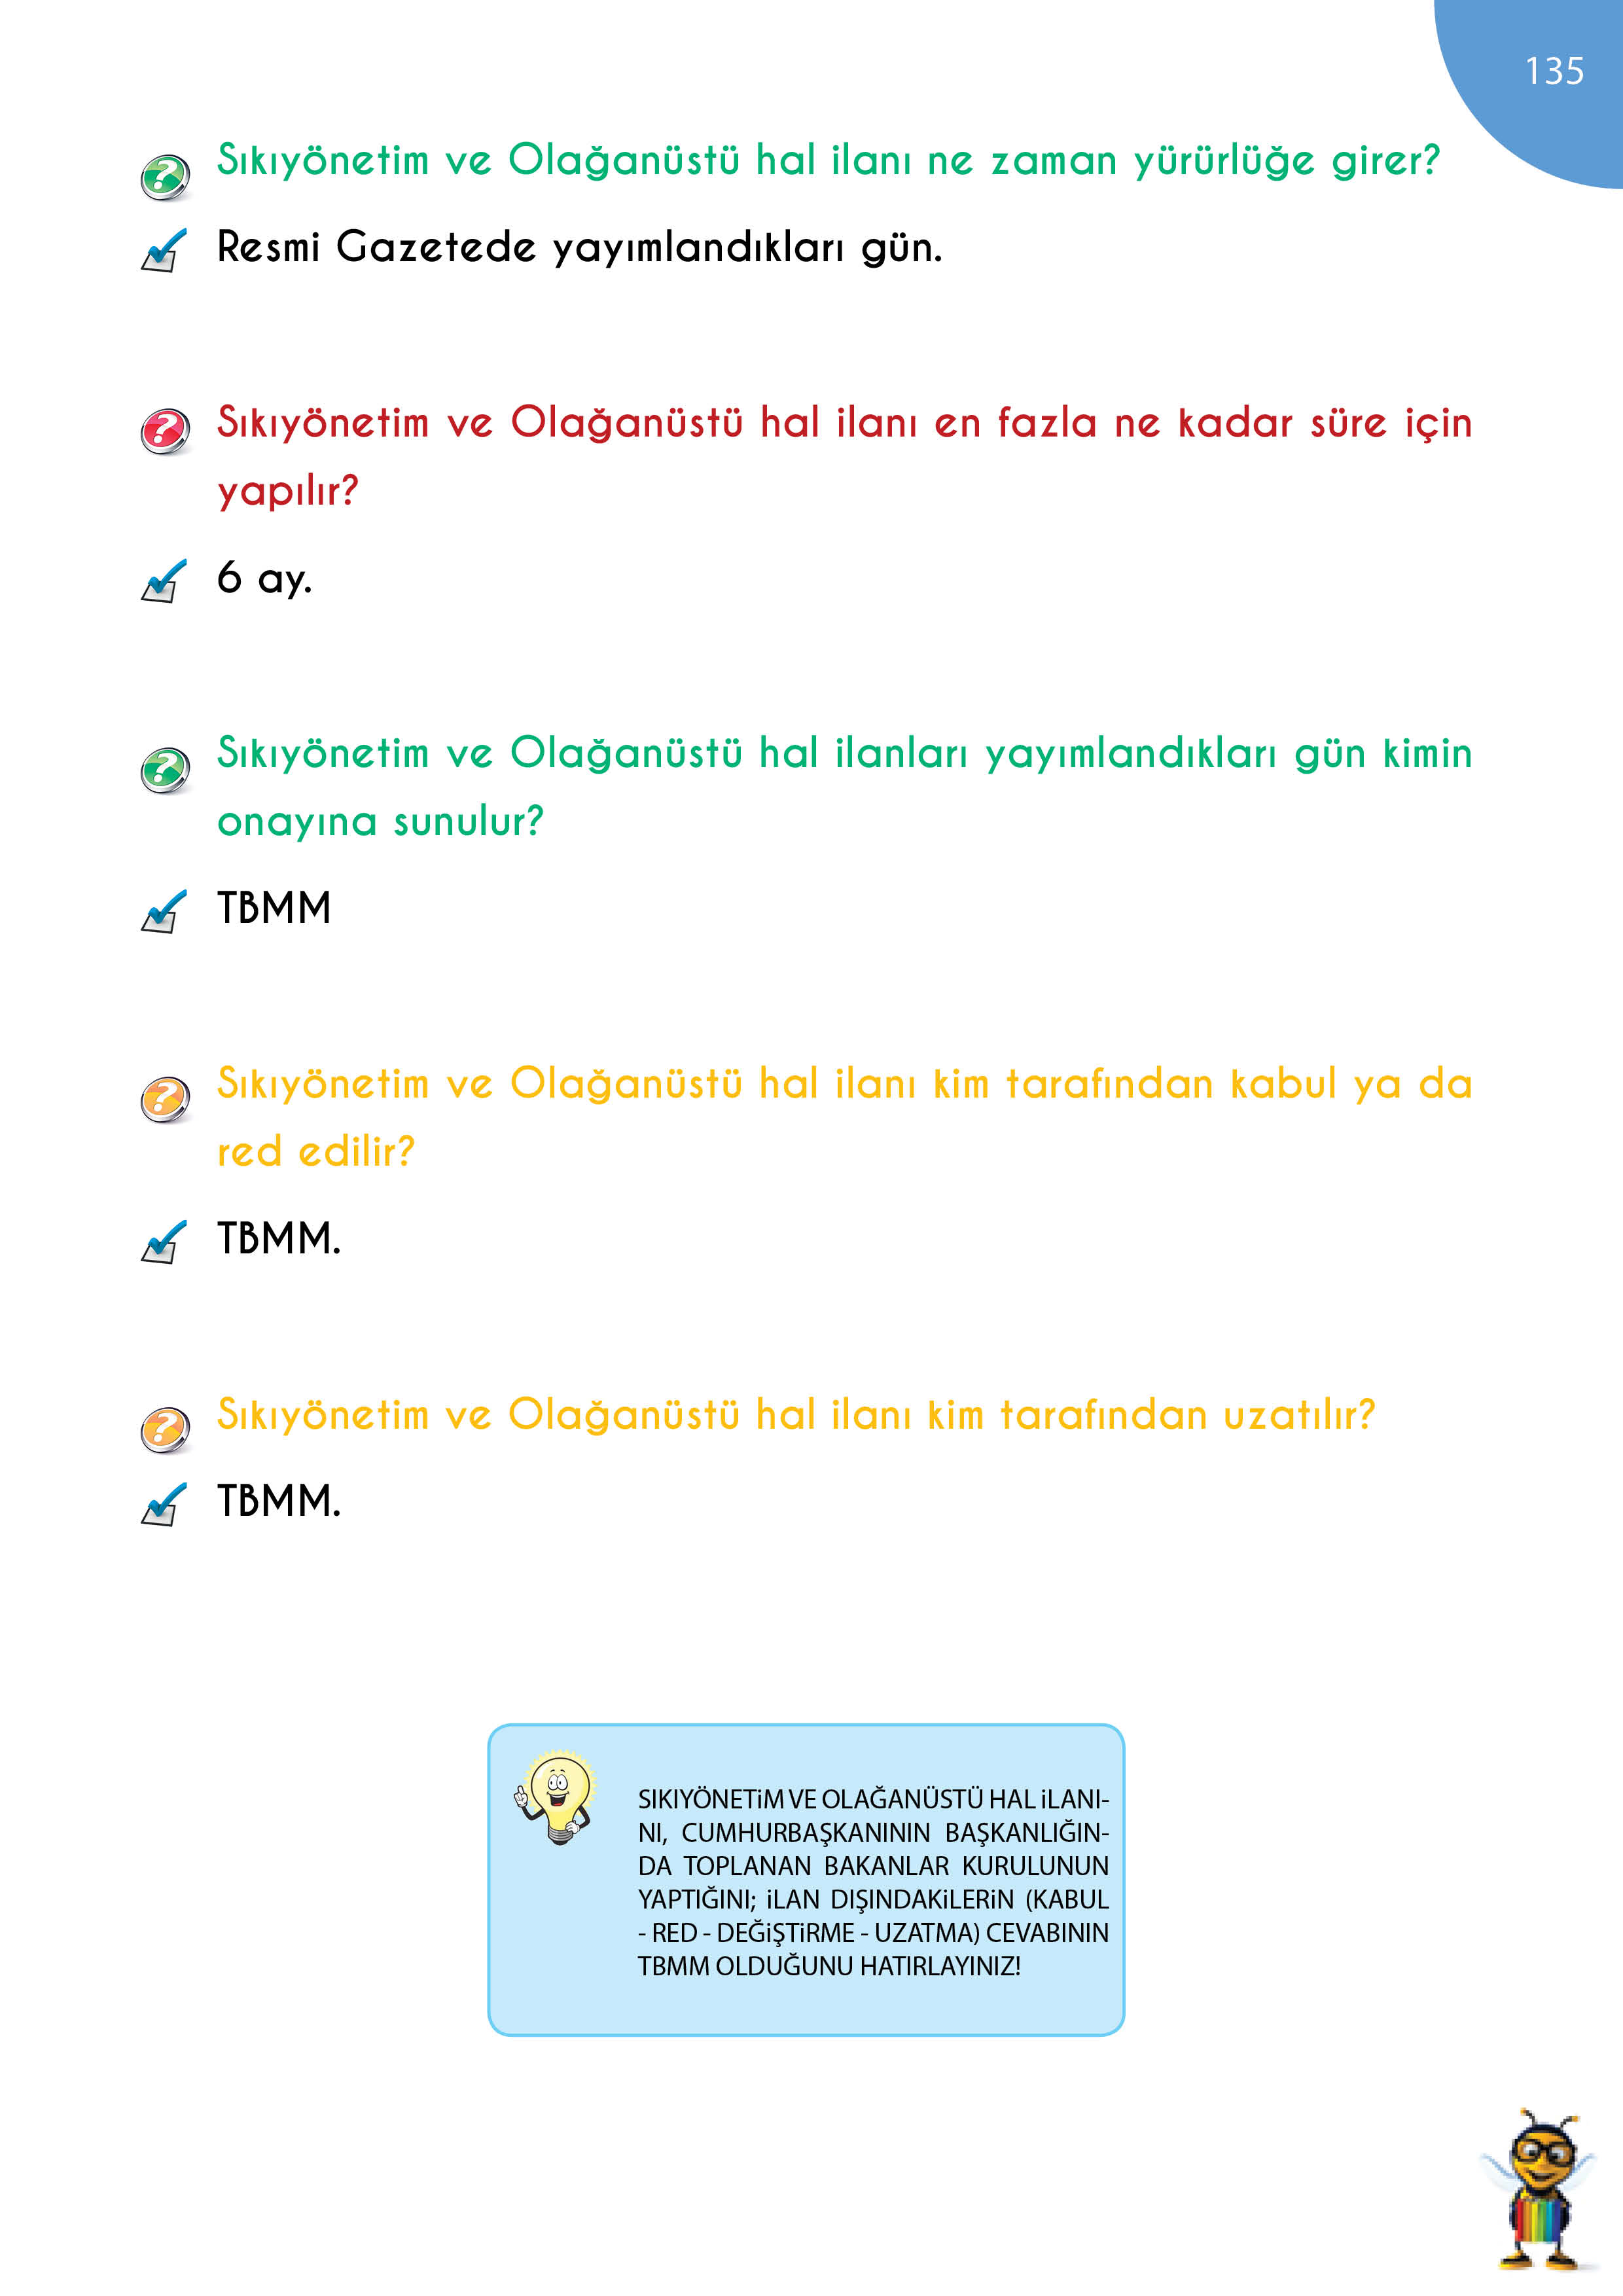 135
Sıkıyönetim ve Olağanüstü hal ilanı ne zaman yürürlüğe girer?
Resmi Gazetede yayımlandıkları gün.
Sıkıyönetim ve Olağanüstü hal ilanı en fazla ne kadar süre için
yapılır?
6 ay.
Sıkıyönetim ve Olağanüstü hal ilanları yayımlandıkları gün kimin
onayına sunulur?
TBMM
Sıkıyönetim ve Olağanüstü hal ilanı kim tarafından kabul ya da
red edilir?
TBMM.
Sıkıyönetim ve Olağanüstü hal ilanı kim tarafından uzatılır?
TBMM.
SIKIYÖNETiM VE OLAĞANÜSTÜ HAL iLANI-
NI, CUMHURBAŞKANININ BAŞKANLIĞIN-
DA TOPLANAN BAKANLAR KURULUNUN
YAPTIĞINI; iLAN DIŞINDAKiLERiN (KABUL
- RED - DEĞiŞTiRME - UZATMA) CEVABININ
TBMM OLDUĞUNU HATIRLAYINIZ!